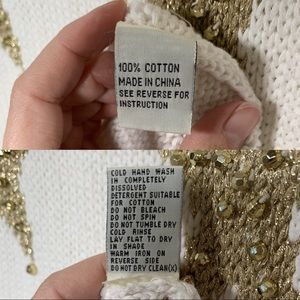 100% COTTON
MADE IN CHINA
SEE REVERSE FOR
INSTRUCTION
COLD HAND WASH
IN COMPLETELY
DISSOLVED
DETERGENT SUITABLE
FOR COTTON
DO NOT BLEACH
DO NOT SPIN
DO NOT TUMBLE DRY
COLD RINSE
LAY FLAT TO DRY
IN SHADE
WARM IRON ON
REVERSE SIDE
DO NOT DRY CLEAN(X)